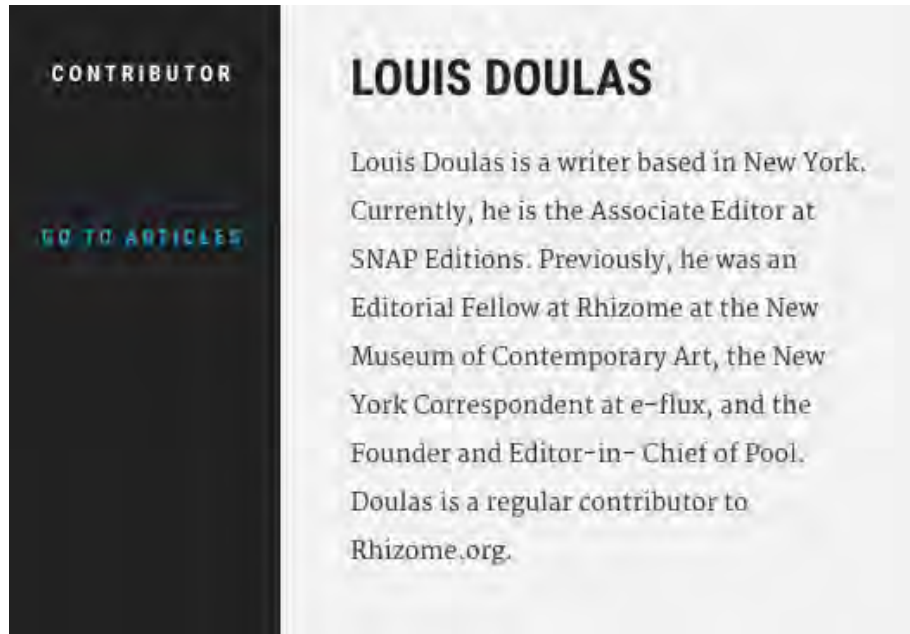 CONTRIBUTOR
GO TO ARTICLES
LOUIS DOULAS
Louis Doulas is a writer based in New York.
Currently, he is the Associate Editor at
SNAP Editions. Previously, he was an
Editorial Fellow at Rhizome at the New
Museum of Contemporary Art, the New
York Correspondent at e-flux, and the
Founder and Editor-in- Chief of Pool.
Doulas is a regular contributor to
Rhizome.org.